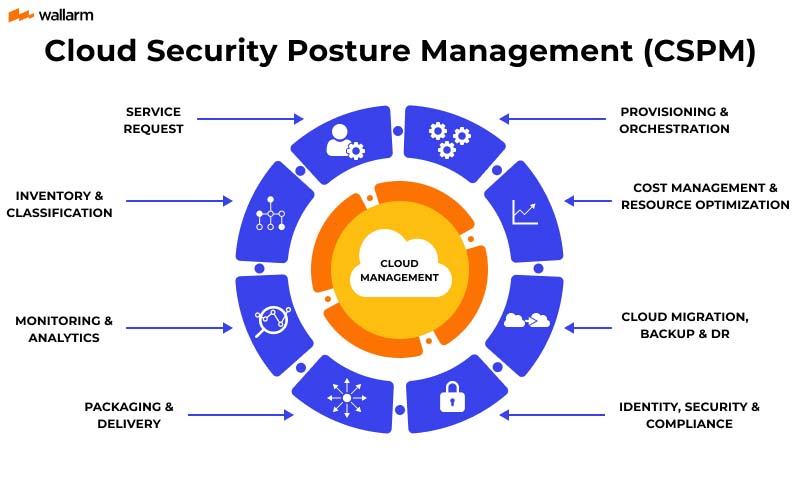 wallarm
Cloud Security Posture Management (CSPM)
SERVICE
REQUEST
PROVISIONING &
ORCHESTRATION
INVENTORY &
CLASSIFICATION
COST MANAGEMENT &
RESOURCE OPTIMIZATION
CLOUD
MANAGEMENT
MONITORING &
ANALYTICS
CLOUD MIGRATION,
BACKUP & DR
PACKAGING &
DELIVERY
IDENTITY, SECURITY &
COMPLIANCE